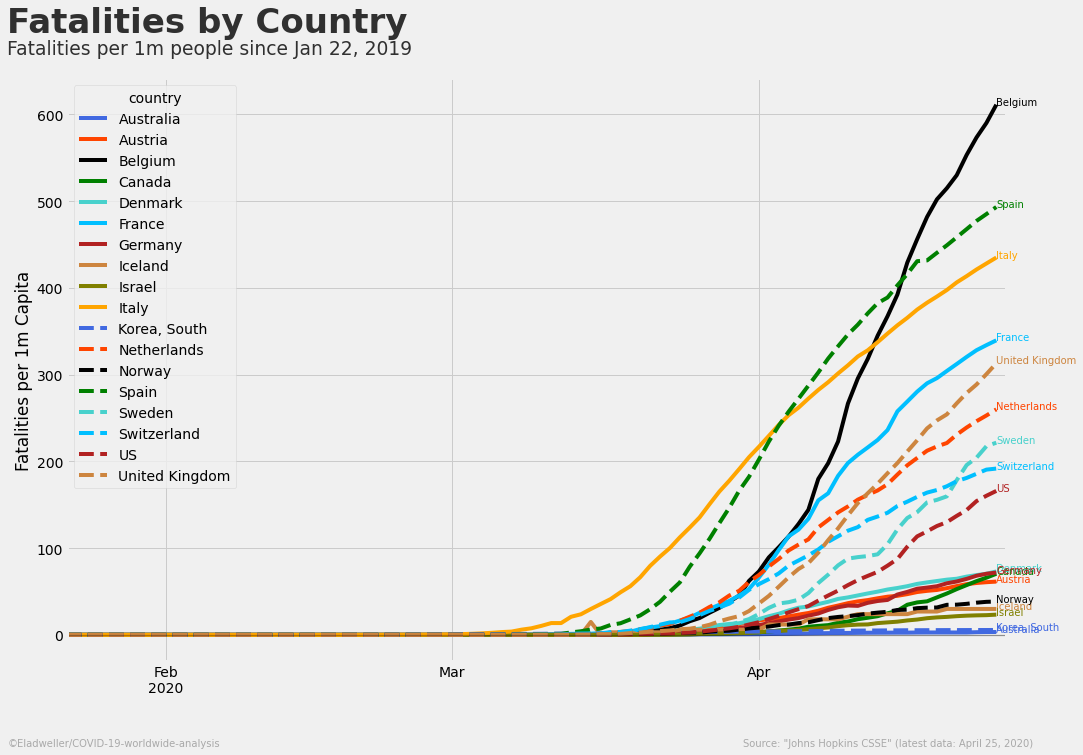 Fatalities by Country
Fatalities per 1m people since Jan 22, 2019
Fatalities per 1m Capita
600
500
400
300
200
100
0
country
Australia
Austria
Belgium
Canada
Denmark
France
Germany
Iceland
Israel
Italy
Korea, South
Netherlands
Norway
Spain
Sweden
Switzerland
US
United Kingdom
Belgium
Spain
Italy
France
United Kingdom
Netherlands
Sweden
Switzerland
US
Denmark
Germany
Canada
Austria
Norway
Iceland
Israel
Korea, South
Australia
Feb
2020
Mar
Apr
©Eladweller/COVID-19-worldwide-analysis
Source: "Johns Hopkins CSSE" (latest data: April 25, 2020)